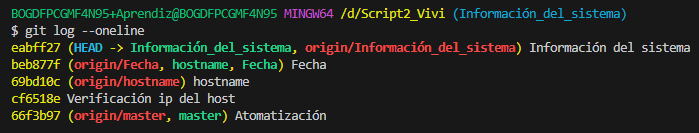 BOGDFPCGMF4N95+Aprendiz@BOGDFPCGMF4N95 MINGW64 /d/Script2_Vivi (Información_del_sistema)
$ git log --oneline
eabff27 (HEAD -> Información_del_sistema, origin/Información_del_sistema) Información del sistema
beb877f (origin/Fecha, hostname, Fecha) Fecha
69bd10c (origin/hostname) hostname
cf6518e Verificación ip del host
66f3b97 (origin/master, master) Atomatización